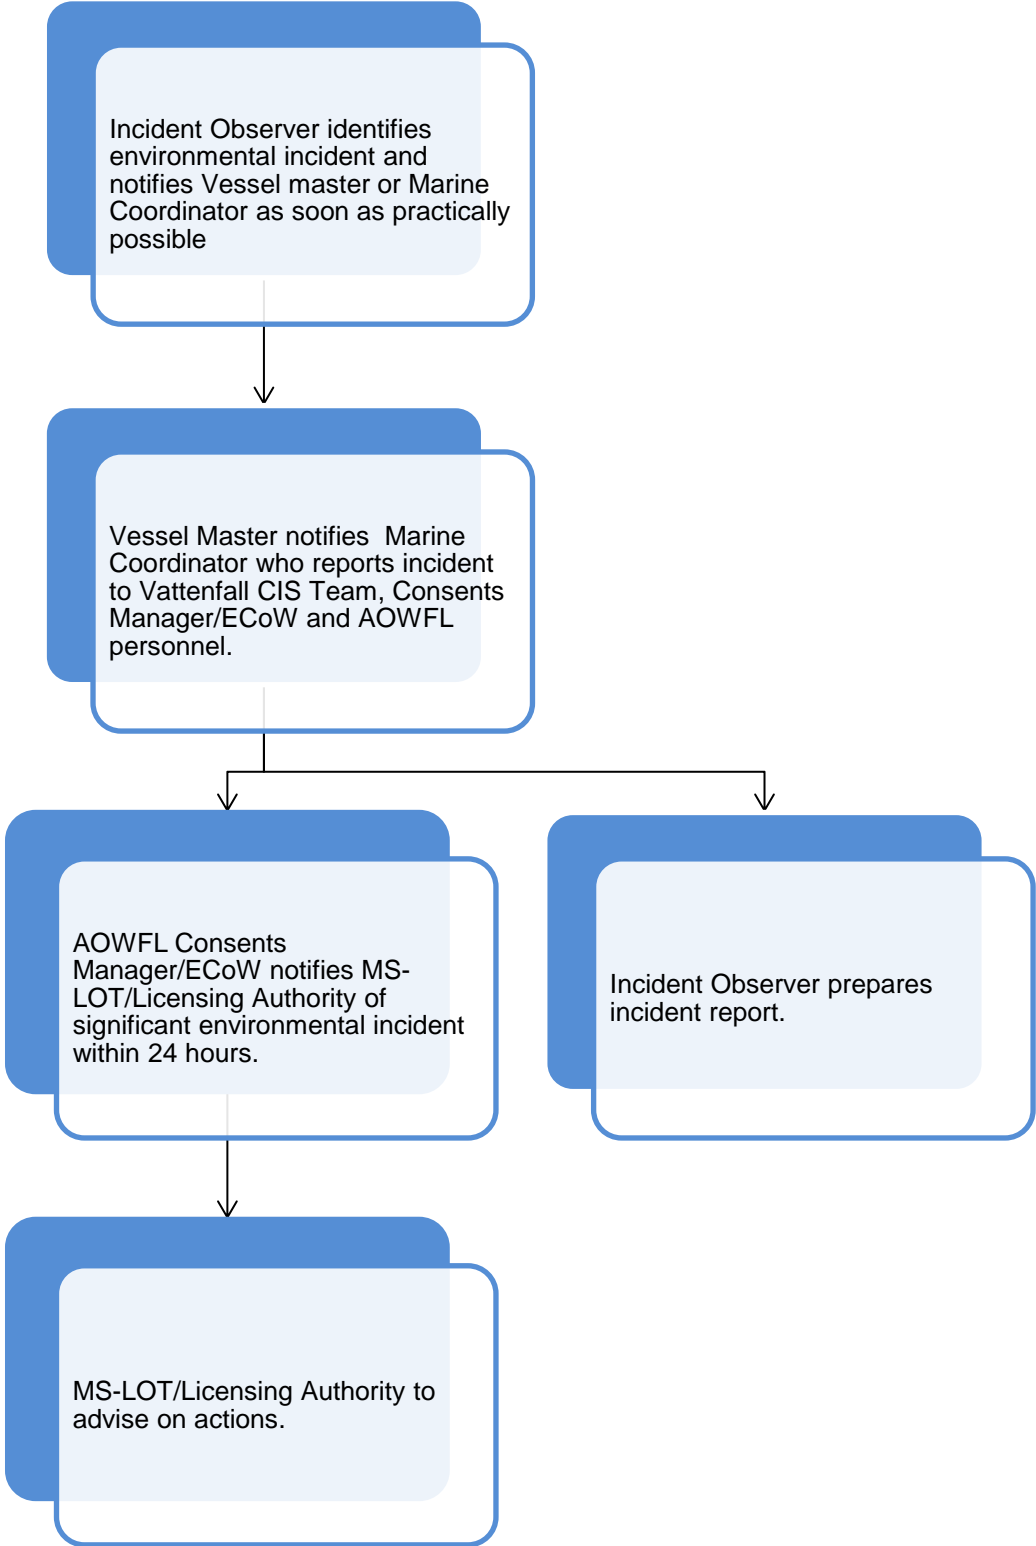 Incident Observer identifies
environmental incident and
notifies Vessel master or Marine
Coordinator as soon as practically
possible
Vessel Master notifies  Marine
Coordinator who reports incident
to Vattenfall CIS Team, Consents
Manager/ECoW and AOWFL
personnel.
AOWFL Consents
Manager/ECoW notifies MS-
LOT/Licensing Authority of
significant environmental incident
within 24 hours.
Incident Observer prepares
incident report.
MS-LOT/Licensing Authority to
advise on actions.